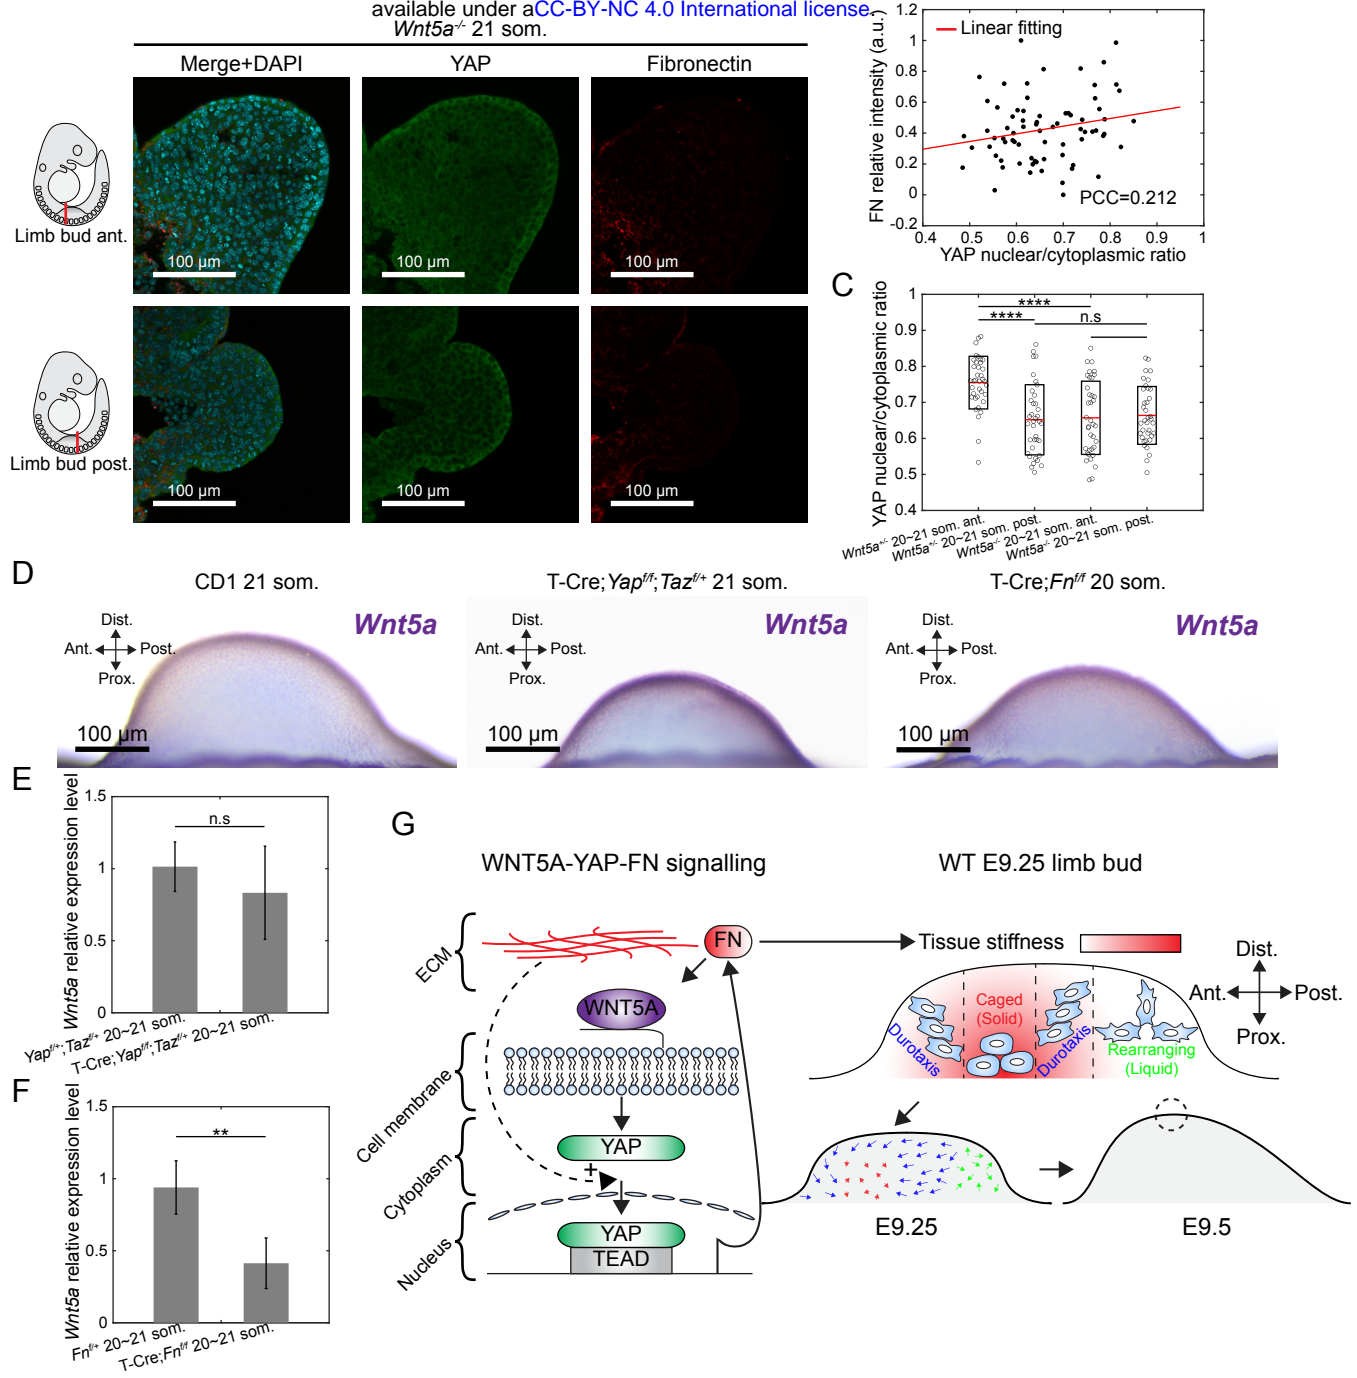 available under aCC-BY-NC 4.0 International license.
Wnt5a-/- 21 som.
Merge+DAPI
YAP
Fibronectin
Limb bud ant.
100 µm
100 µm
100 µm
Limb bud post.
100 µm
100 µm
100 µm
FN relative intensity (a.u.)
1.2
1
0.8
0.6
0.4
0.2
0
-0.2
Linear fitting
PCC=0.212
0.4
0.5
0.6
0.7
0.8
0.9
1
YAP nuclear/cytoplasmic ratio
C
YAP nuclear/cytoplasmic ratio
1
0.9
0.8
0.7
0.6
0.5
0.4
****
****
n.s
Wnt5a+/- 20~21 som. ant.
Wnt5a+/- 20~21 som. post.
Wnt5a-/- 20~21 som. ant.
Wnt5a-/- 20~21 som. post.
D
CD1 21 som.
Dist.
Ant.
Post.
Prox.
Wnt5a
100 µm
T-Cre;Yapf/f;Tazf/+ 21 som.
Dist.
Ant.
Post.
Prox.
Wnt5a
100 µm
T-Cre;Fnf/f 20 som.
Dist.
Ant.
Post.
Prox.
Wnt5a
100 µm
E
Wnt5a relative expression level
1.5
1
0.5
0
n.s
Yapf/+;Tazf/+ 20~21 som.
T-Cre;Yapf/f;Tazf/+ 20~21 som.
F
Wnt5a relative expression level
1.5
1
0.5
0
**
Fnf/+ 20~21 som.
T-Cre;Fnf/f 20~21 som.
G
WNT5A-YAP-FN signalling
ECM
FN
WNT5A
Cell membrane
YAP
Cytoplasm
+
YAP
TEAD
Nucleus
WT E9.25 limb bud
Tissue stiffness
Dist.
Ant.
Post.
Prox.
Durotaxis
Caged
(Solid)
Durotaxis
Rearranging
(Liquid)
E9.25
E9.5